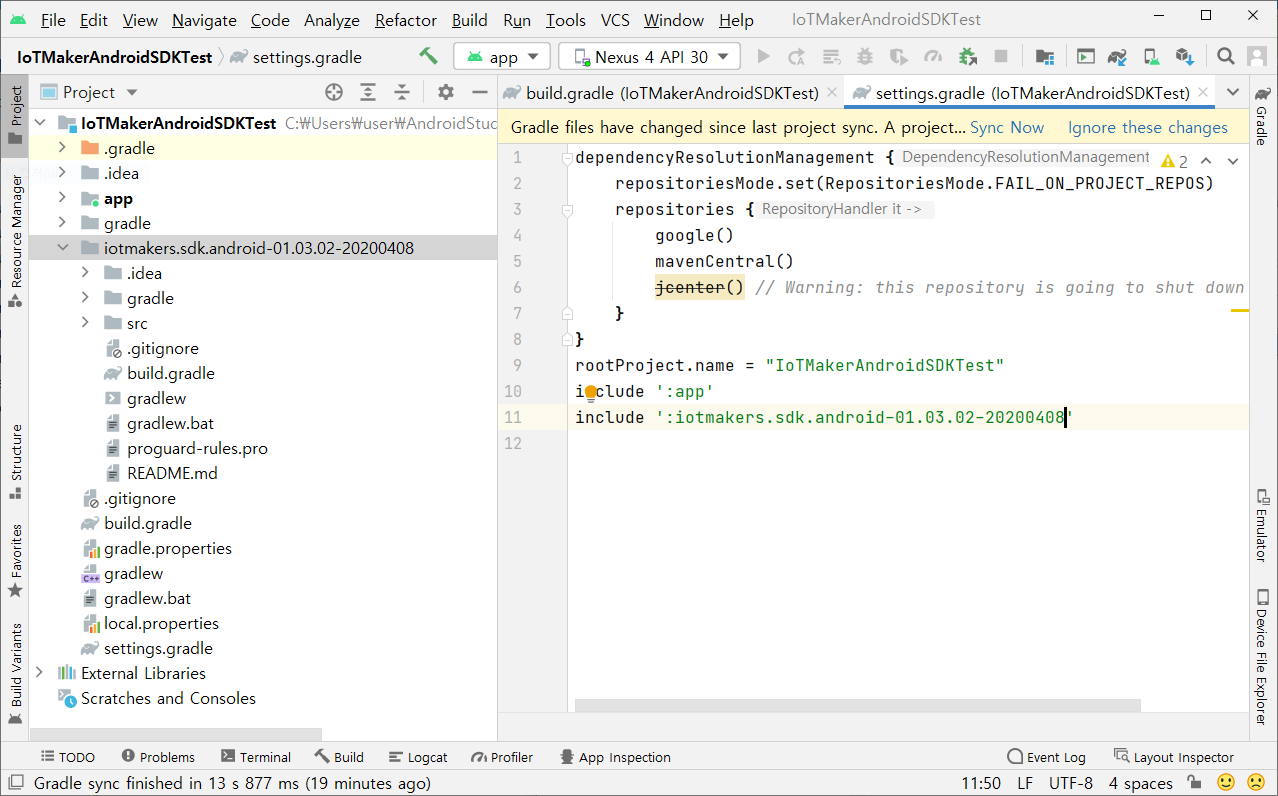 File Edit View Navigate Code Analyze Refactor Build Run Tools VCS Window Help IoTMakerAndroidSDKTest
IoTMakerAndroidSDKTest settings.gradle app Nexus 4 API 30
Project
build.gradle (IoTMakerAndroidSDKTest) settings.gradle (IoTMakerAndroidSDKTest)
Project
Resource Manager
Structure
Favorites
Build Variants
IoTMakerAndroidSDKTest C:₩Users₩user₩AndroidStud
.gradle
.idea
app
gradle
iotmakers.sdk.android-01.03.02-20200408
.idea
gradle
src
.gitignore
build.gradle
gradlew
gradlew.bat
proguard-rules.pro
README.md
.gitignore
build.gradle
gradle.properties
C++ gradlew
gradlew.bat
local.properties
settings.gradle
External Libraries
Scratches and Consoles
Gradle files have changed since last project sync. A project... Sync Now Ignore these changes
1 dependencyResolutionManagement { DependencyResolutionManagement 2
2 repositoriesMode.set(RepositoriesMode.FAIL_ON_PROJECT_REPOS)
3 repositories { RepositoryHandler it ->
4 google()
5 mavenCentral()
6 jcenter() // Warning: this repository is going to shut down
7 }
8 }
9 rootProject.name = "IoTMakerAndroidSDKTest"
10 include ':app'
11 include ':iotmakers.sdk.android-01.03.02-20200408'
12
Gradle
Emulator
Device File Explorer
TODO Problems Terminal Build Logcat Profiler App Inspection Event Log Layout Inspector
Gradle sync finished in 13 s 877 ms (19 minutes ago) 11:50 LF UTF-8 4 spaces